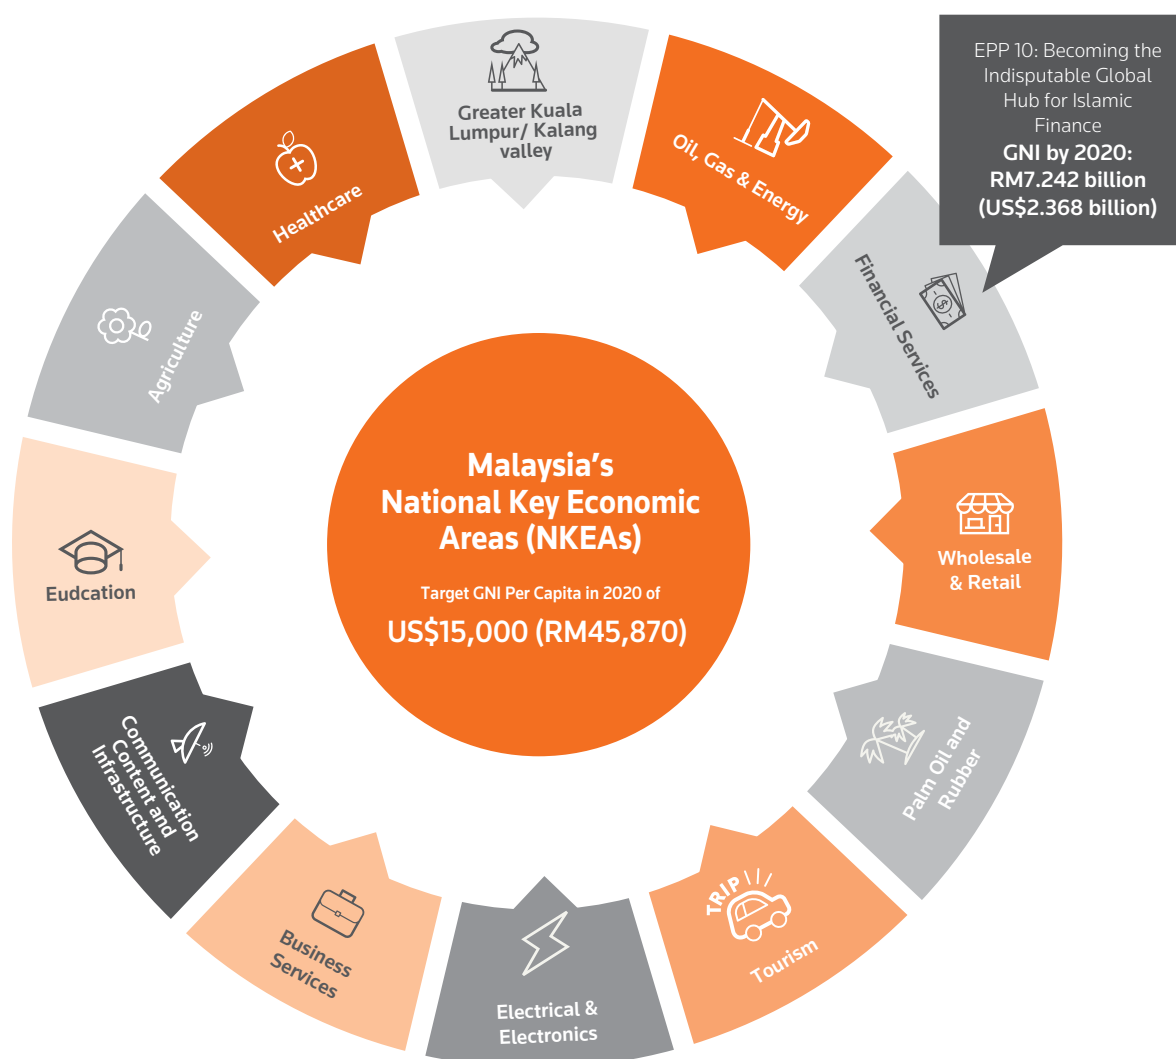 EPP 10: Becoming the
Indisputable Global
Hub for Islamic
Finance
GNI by 2020:
RM7.242 billion
(US$2.368 billion)
Greater Kuala
Lumpur/ Kalang
valley
Oil, Gas & Energy
Financial Services
Wholesale
& Retail
Palm Oil and
Rubber
TRIP
Tourism
Electrical &
Electronics
Business
Services
Communication
Content and
Infrastructure
Eudcation
Agriculture
Healthcare
Malaysia’s
National Key Economic
Areas (NKEAs)
Target GNI Per Capita in 2020 of
US$15,000 (RM45,870)